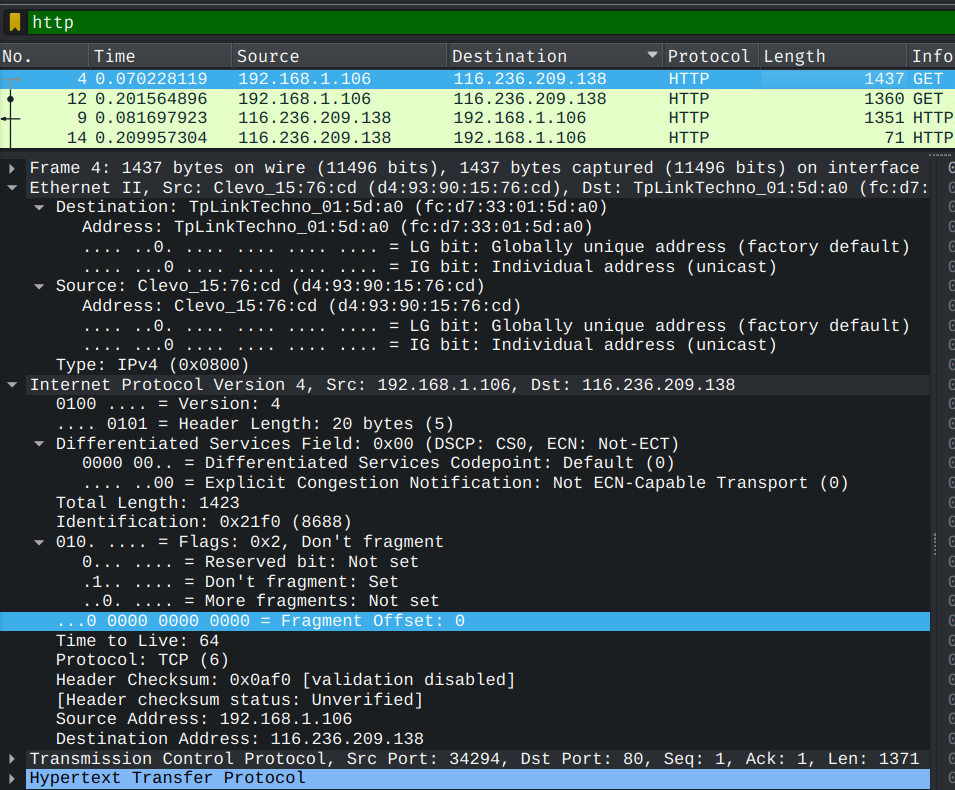 http
No. Time Source Destination Protocol Length Info
4 0.070228119 192.168.1.106 116.236.209.138 HTTP 1437 GET
12 0.201564896 192.168.1.106 116.236.209.138 HTTP 1360 GET
9 0.081697923 116.236.209.138 192.168.1.106 HTTP 1351 HTTP
14 0.209957304 116.236.209.138 192.168.1.106 HTTP 71 HTTP
Frame 4: 1437 bytes on wire (11496 bits), 1437 bytes captured (11496 bits) on interface
Ethernet II, Src: Clevo_15:76:cd (d4:93:90:15:76:cd), Dst: TpLinkTechno_01:5d:a0 (fc:d7:
Destination: TpLinkTechno_01:5d:a0 (fc:d7:33:01:5d:a0)
Address: TpLinkTechno_01:5d:a0 (fc:d7:33:01:5d:a0)
.... ..0. .... .... .... .... = LG bit: Globally unique address (factory default)
.... ...0 .... .... .... .... = IG bit: Individual address (unicast)
Source: Clevo_15:76:cd (d4:93:90:15:76:cd)
Address: Clevo_15:76:cd (d4:93:90:15:76:cd)
.... ..0. .... .... .... .... = LG bit: Globally unique address (factory default)
.... ...0 .... .... .... .... = IG bit: Individual address (unicast)
Type: IPv4 (0x0800)
Internet Protocol Version 4, Src: 192.168.1.106, Dst: 116.236.209.138
0100 .... = Version: 4
.... 0101 = Header Length: 20 bytes (5)
Differentiated Services Field: 0x00 (DSCP: CS0, ECN: Not-ECT)
0000 00.. = Differentiated Services Codepoint: Default (0)
.... ..00 = Explicit Congestion Notification: Not ECN-Capable Transport (0)
Total Length: 1423
Identification: 0x21f0 (8688)
010. .... = Flags: 0x2, Don't fragment
0... .... = Reserved bit: Not set
.1.. .... = Don't fragment: Set
..0. .... = More fragments: Not set
...0 0000 0000 0000 = Fragment Offset: 0
Time to Live: 64
Protocol: TCP (6)
Header Checksum: 0x0af0 [validation disabled]
[Header checksum status: Unverified]
Source Address: 192.168.1.106
Destination Address: 116.236.209.138
Transmission Control Protocol, Src Port: 34294, Dst Port: 80, Seq: 1, Ack: 1, Len: 1371
Hypertext Transfer Protocol